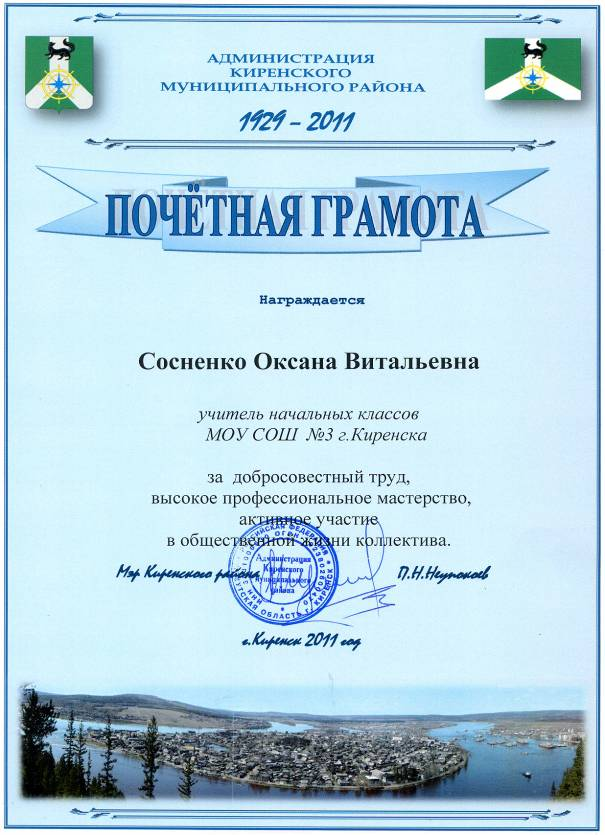 АДМИНИСТРАЦИЯ
КИРЕНСКОГО
МУНИЦИПАЛЬНОГО РАЙОНА
1929 – 2011
ПОЧЁТНАЯ ГРАМОТА
Награждается
Сосненко Оксана Витальевна
учитель начальных классов
МОУ СОШ №3 г.Киренска
за добросовестный труд,
высокое профессиональное мастерство,
активное участие
в общественной жизни коллектива.
Мэр Киренского района П.Н.Неупокоев
Администрация
Киренского
муниципального
района
г.Киренск 2011 год